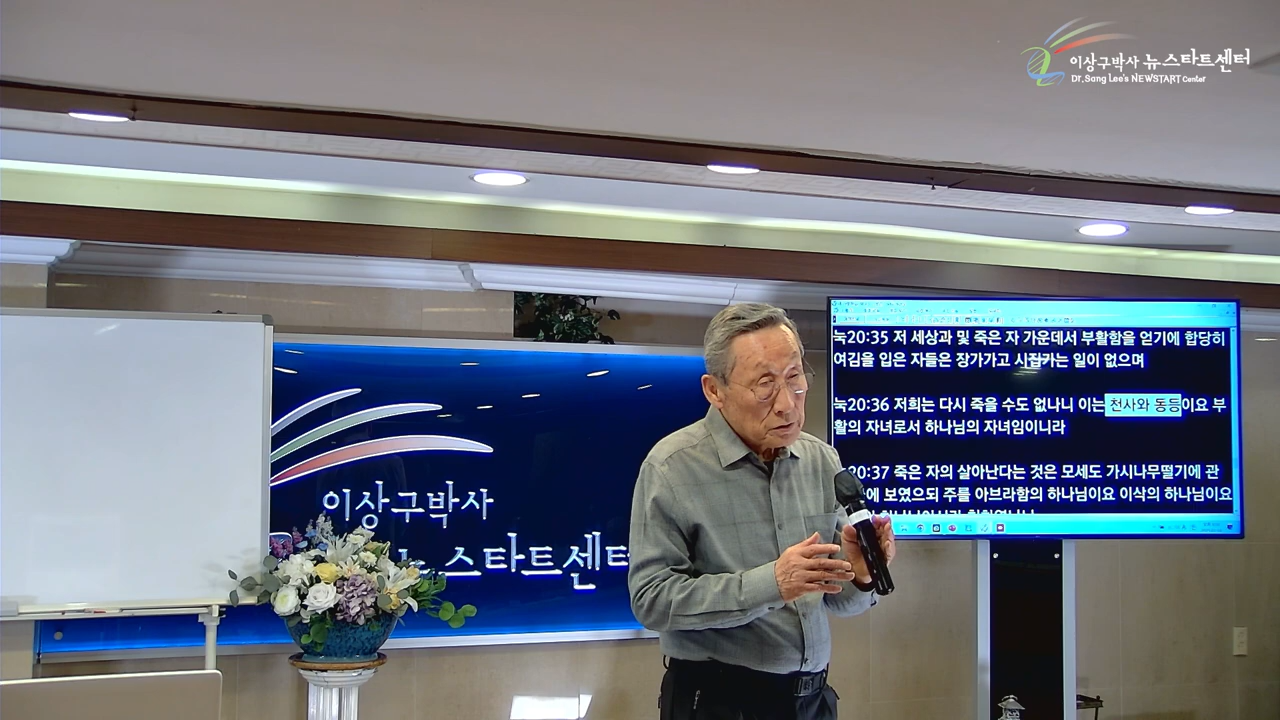 이상구박사 뉴스타트센터
Dr. Sang Lee's NEWSTART Center
이상구박사
뉴스타트센터
눅20:35 저 세상과 및 죽은 자 가운데서 부활함을 얻기에 합당히
여김을 입은 자들은 장가가고 시집가는 일이 없으며
눅20:36 저희는 다시 죽을 수도 없나니 이는 천사와 동등이요 부
활의 자녀로서 하나님의 자녀임이니라
20:37 죽은 자의 살아난다는 것은 모세도 가시나무떨기에 관
에 보였으되 주를 아브라함의 하나님이요 이삭의 하나님이요